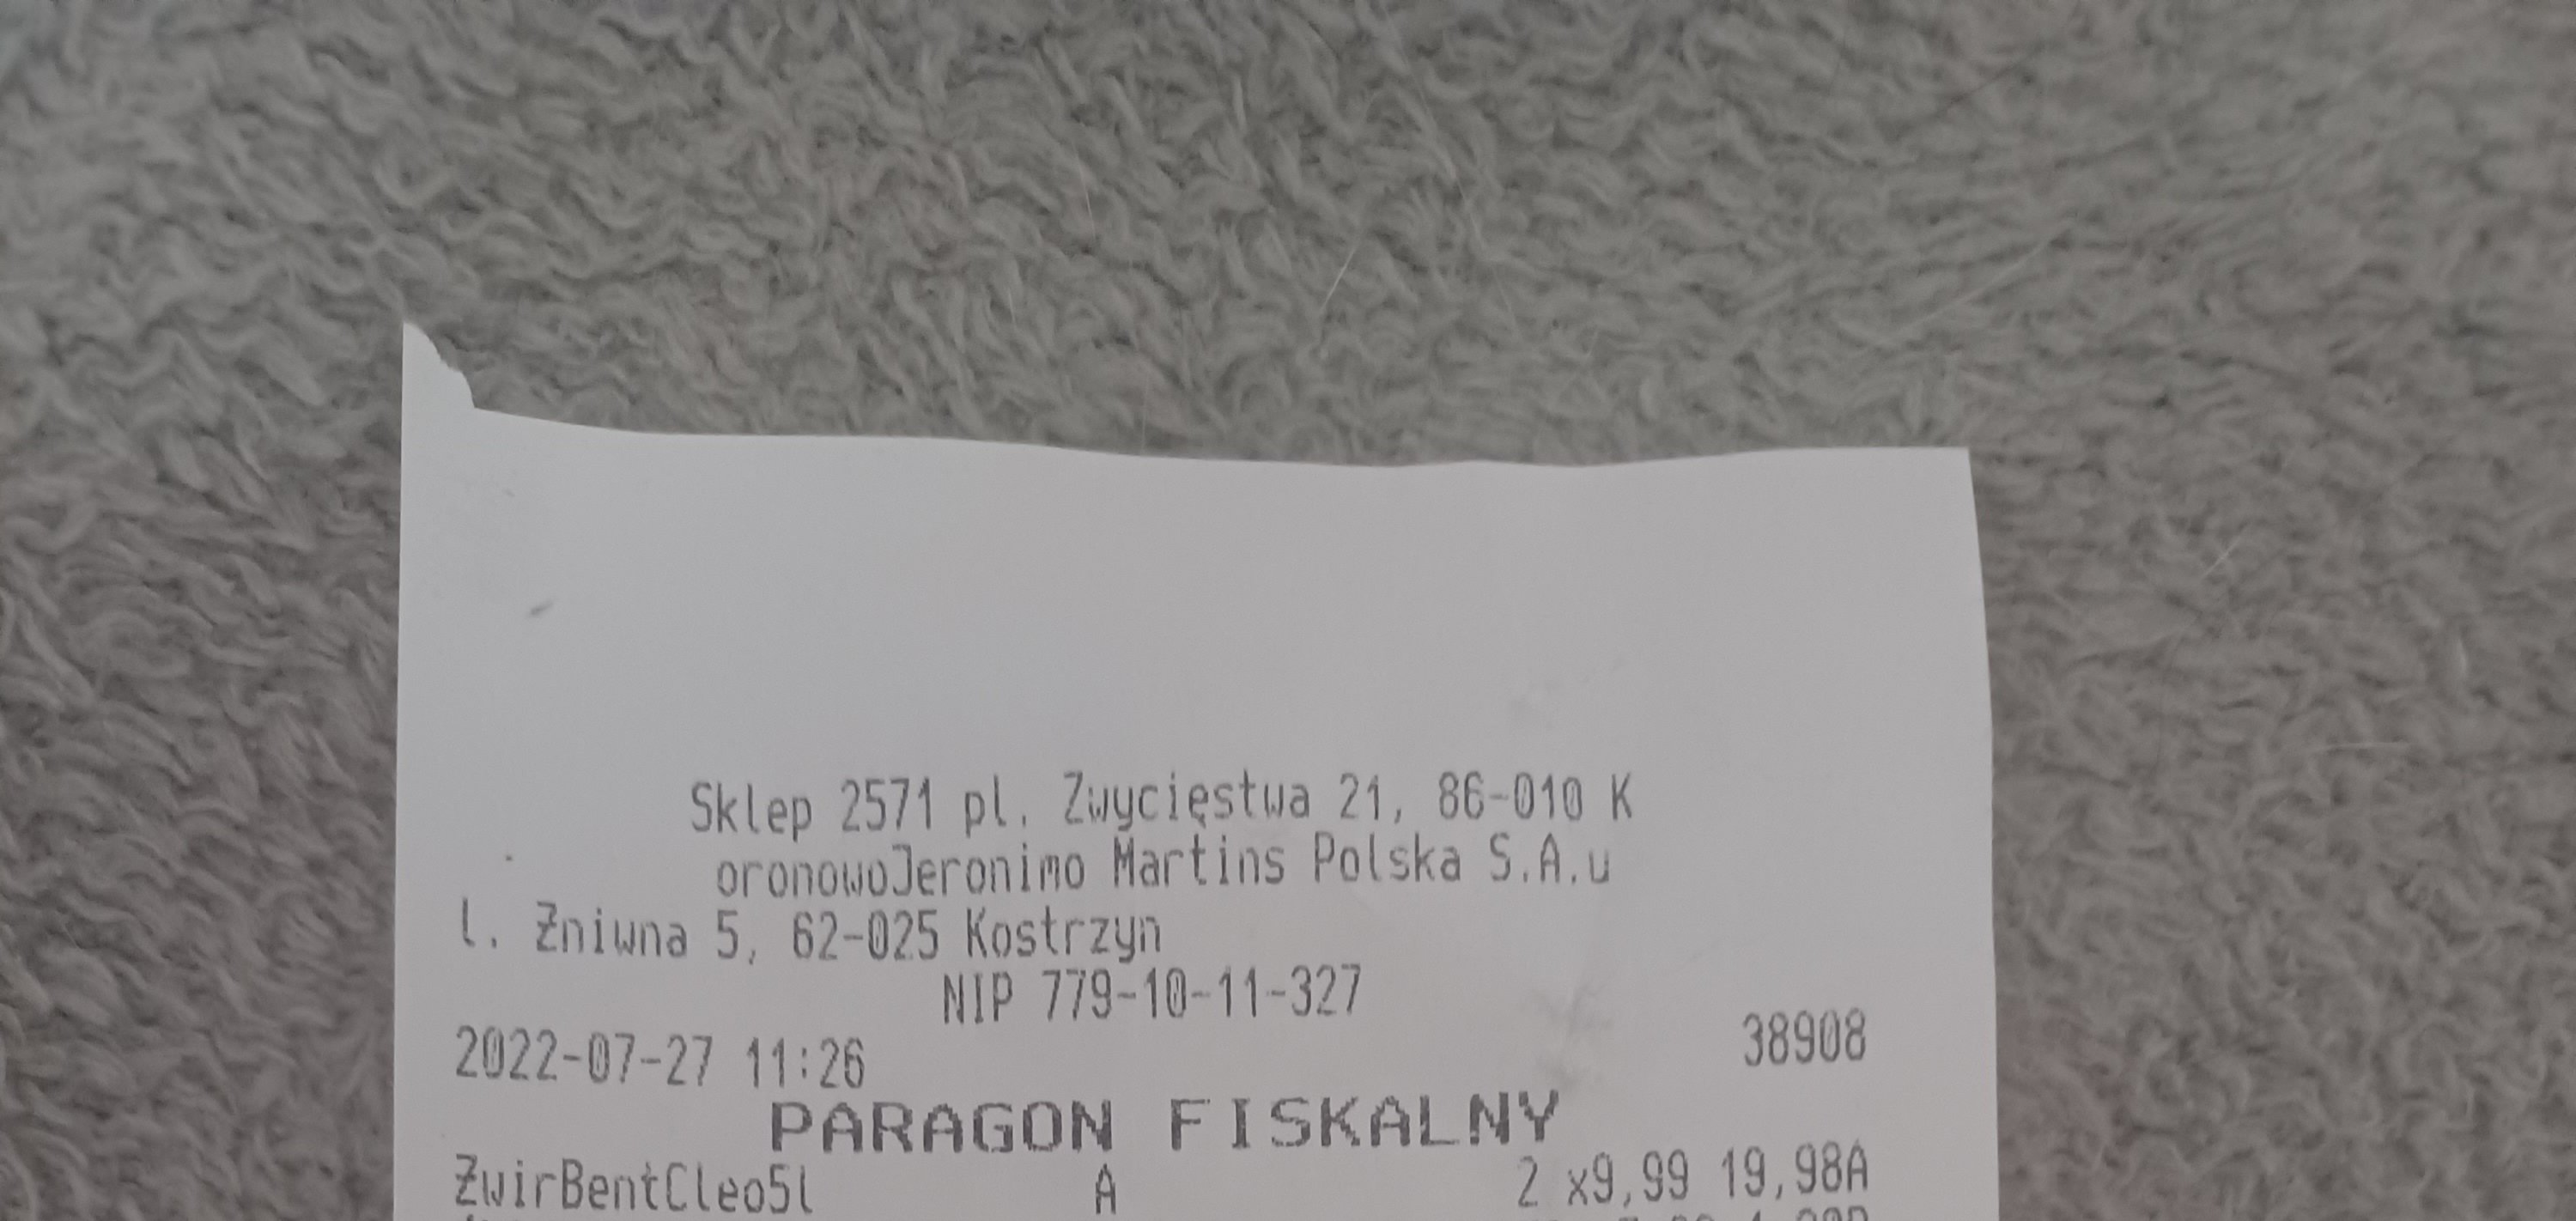 Sklep 2571 pl. Zwycięstwa 21, 86-010 K
oronowoJeronimo Martins Polska S.A.u
l. Żniwna 5, 62-025 Kostrzyn
NIP 779-10-11-327
2022-07-27 11:26 38908
PARAGON FISKALNY
ŻwirBentCleo5l A 2 x9,99 19,98A